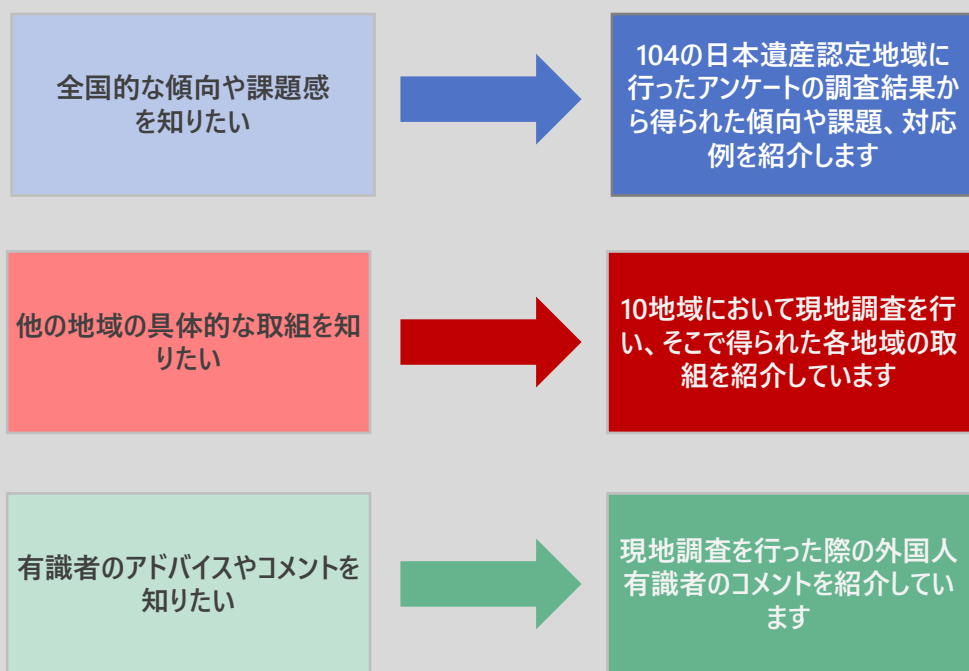 全国的な傾向や課題感
を知りたい
104の日本遺産認定地域に
行ったアンケートの調査結果か
ら得られた傾向や課題、対応
例を紹介します
他の地域の具体的な取組を知
りたい
10地域において現地調査を行
い、そこで得られた各地域の取
組を紹介しています
有識者のアドバイスやコメントを
知りたい
現地調査を行った際の外国人
有識者のコメントを紹介してい
ます